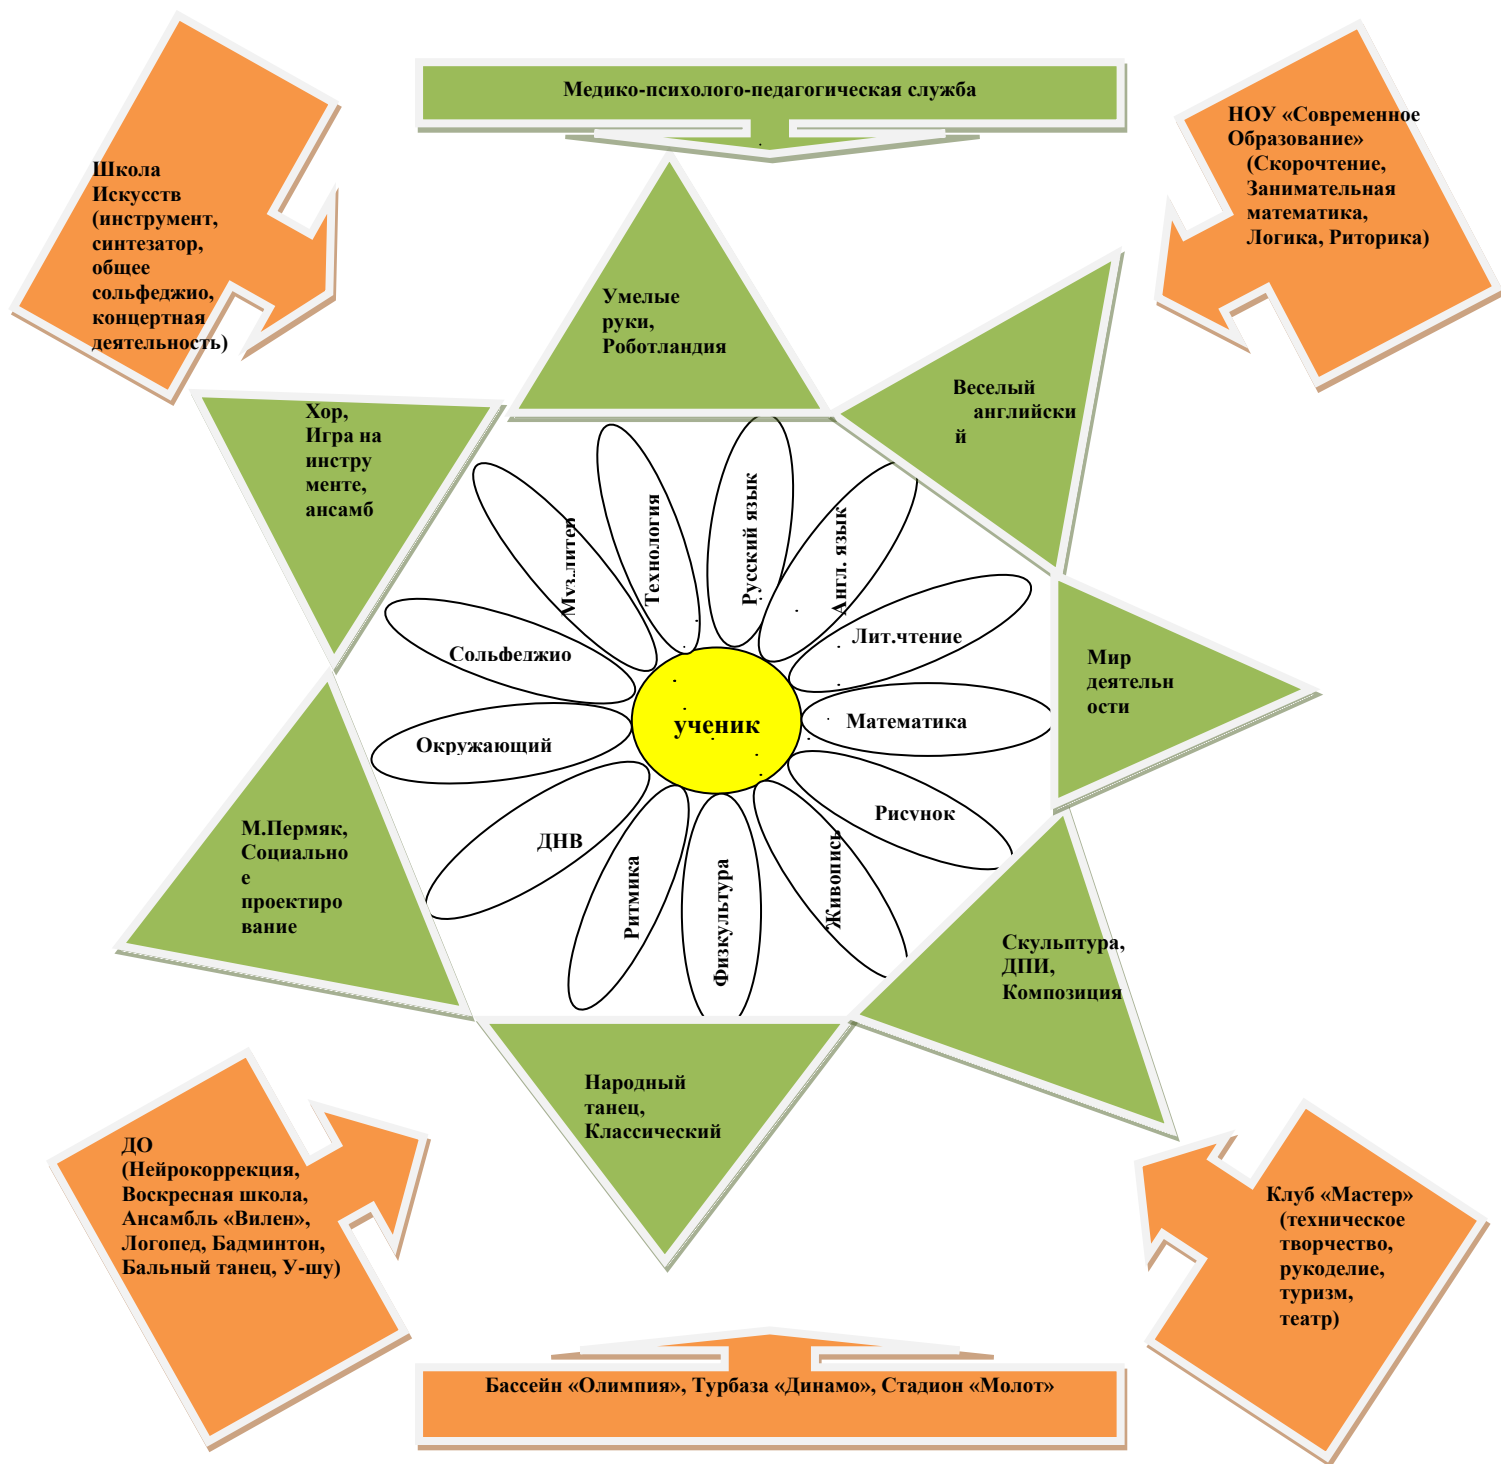 Медико-психолого-педагогическая служба
Школа
Искусств
(инструмент,
синтезатор,
общее
сольфеджио,
концертная
деятельность)
НОУ «Современное
Образование»
(Скорочтение,
Занимательная
математика,
Логика, Риторика)
Умелые
руки,
Роботландия
Веселый
английски
й
Хор,
Игра на
инстру
менте,
ансамб
Мир
деятельн
ости
М.Пермяк,
Социально
е
проектиро
вание
Скульптура,
ДПИ,
Композиция
Народный
танец,
Классический
Муз.литер
Технология
Русский язык
Англ. язык
Лит.чтение
Математика
Рисунок
Живопись
Физкультура
Ритмика
ДНВ
Окружающий
Сольфеджио
ученик
ДО
(Нейрокоррекция,
Воскресная школа,
Ансамбль «Вилен»,
Логопед, Бадминтон,
Бальный танец, У-шу)
Клуб «Мастер»
(техническое
творчество,
рукоделие,
туризм,
театр)
Бассейн «Олимпия», Турбаза «Динамо», Стадион «Молот»